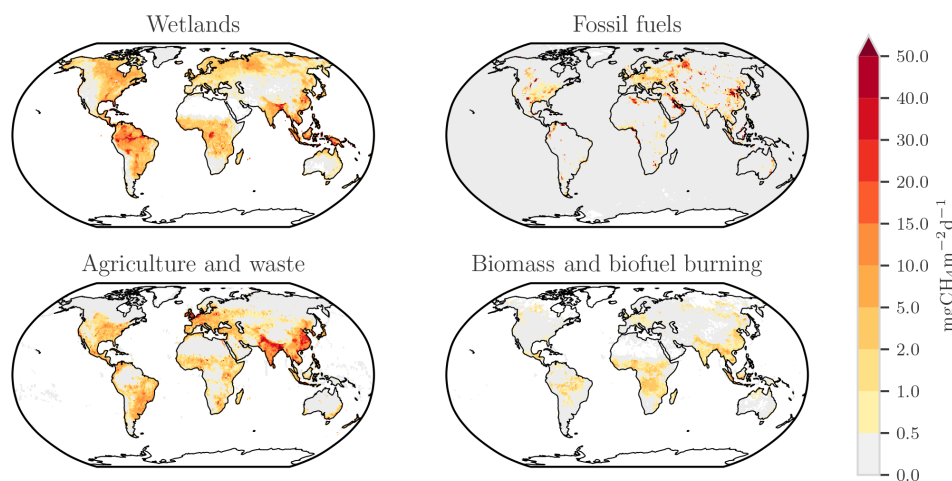 Wetlands
Fossil fuels
Agriculture and waste
Biomass and biofuel burning
50.0
40.0
30.0
20.0
15.0
10.0
5.0
2.0
1.0
0.5
0.0
mgCH₄m⁻²d⁻¹